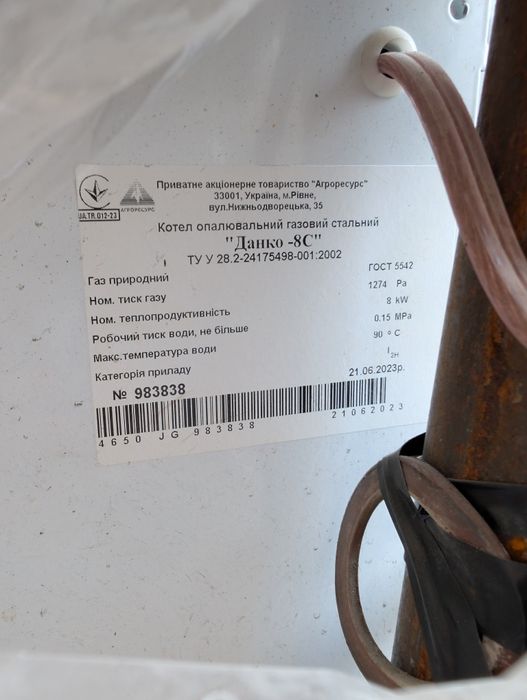 Приватне акціонерне товариство "Агроресурс"
33001, Україна, м.Рівне,
вул.Нижньодворецька, 35
UA.TR.012-23
АГРОРЕСУРС
Котел опалювальний газовий стальний
"Данко -8С"
ТУ У 28.2-24175498-001:2002
Газ природний ГОСТ 5542
Ном. тиск газу 1274 Pa
Ном. теплопродуктивність 8 kW
Робочий тиск води, не більше 0.15 MPa
Макс.температура води 90 °C
Категорія приладу I2H
21.06.2023р.
№ 983838
4650 JG 983838 21062023